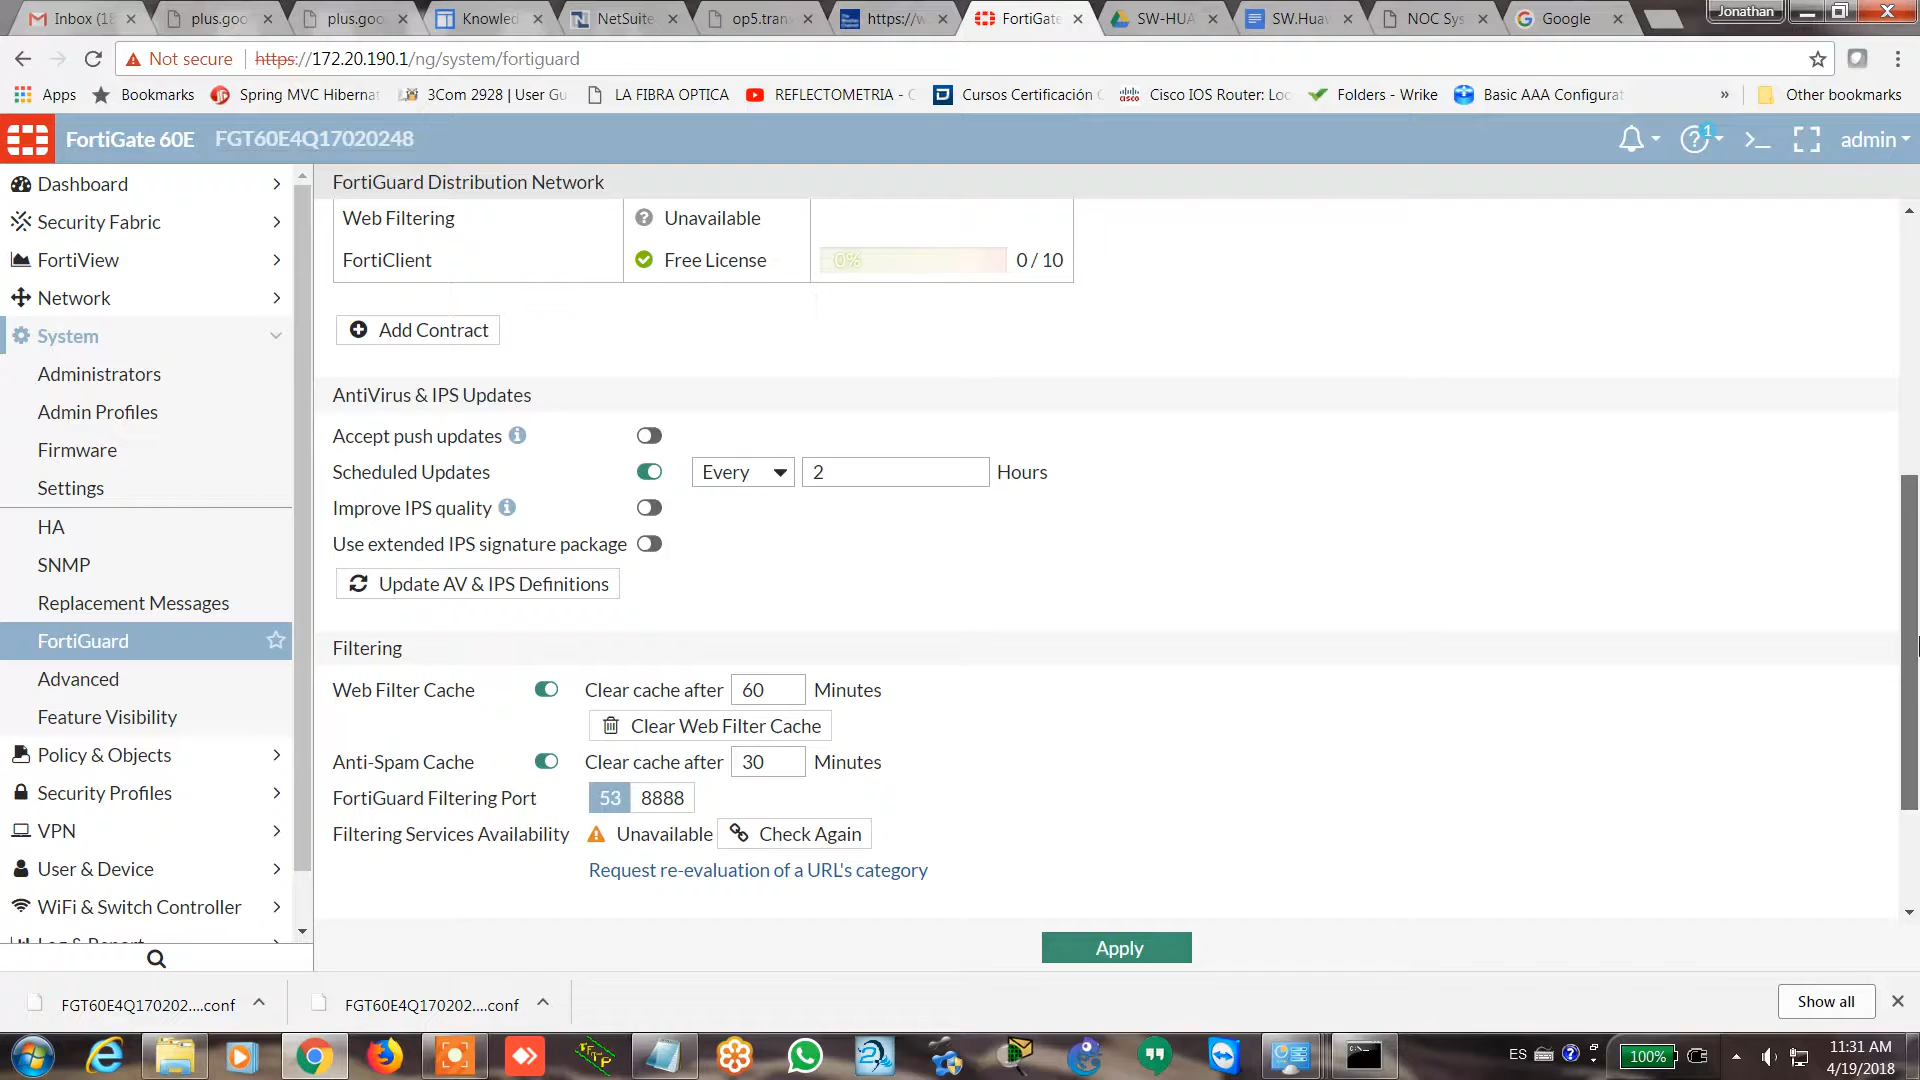 Inbox (18
plus.goo
plus.goo
Knowled
NetSuite
op5.tran
https://w
FortiGate
SW-HUA
SW.Huaw
NOC Sys
Google
Jonathan
Not secure https://172.20.190.1/ng/system/fortiguard
Apps Bookmarks Spring MVC Hibernat 3Com 2928 | User Gu LA FIBRA OPTICA REFLECTOMETRIA - C Cursos Certificación C Cisco IOS Router: Loc Folders - Wrike Basic AAA Configurat » Other bookmarks
FortiGate 60E FGT60E4Q17020248 1 admin
Dashboard
Security Fabric
FortiView
Network
System
Administrators
Admin Profiles
Firmware
Settings
HA
SNMP
Replacement Messages
FortiGuard
Advanced
Feature Visibility
Policy & Objects
Security Profiles
VPN
User & Device
WiFi & Switch Controller
Log & Report
FortiGuard Distribution Network
Web Filtering Unavailable
FortiClient Free License 0% 0 / 10
Add Contract
AntiVirus & IPS Updates
Accept push updates
Scheduled Updates Every 2 Hours
Improve IPS quality
Use extended IPS signature package
Update AV & IPS Definitions
Filtering
Web Filter Cache Clear cache after 60 Minutes
Clear Web Filter Cache
Anti-Spam Cache Clear cache after 30 Minutes
FortiGuard Filtering Port 53 8888
Filtering Services Availability Unavailable Check Again
Request re-evaluation of a URL's category
Apply
FGT60E4Q170202....conf FGT60E4Q170202....conf Show all
TFTP
ES 100% 11:31 AM
4/19/2018